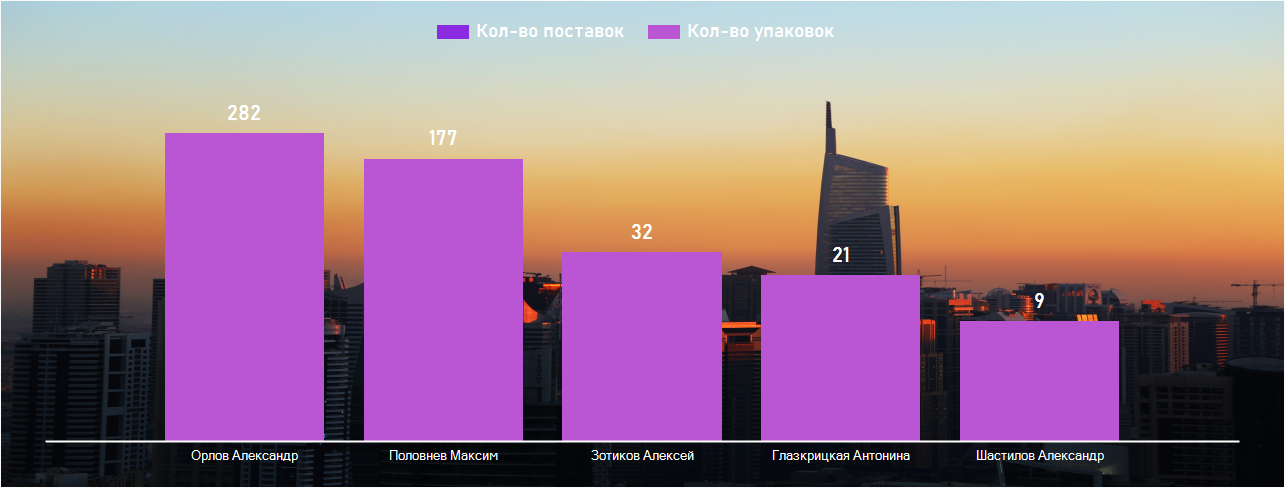 Кол-во поставок Кол-во упаковок
282
177
32
21
9
Орлов Александр Половнев Максим Зотиков Алексей Глазкрицкая Антонина Шастилов Александр